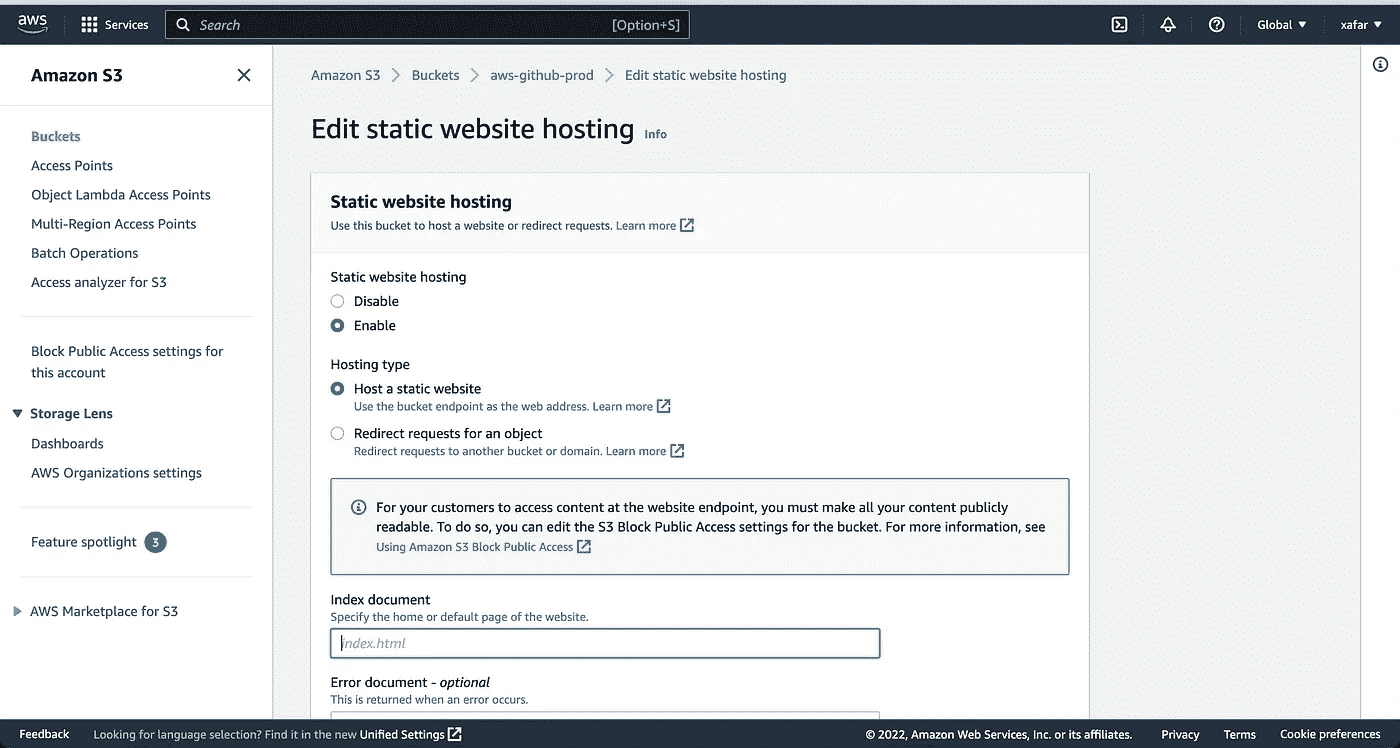 aws
Services
Search
[Option+S]
Global
xafar
Amazon S3
Buckets
Access Points
Object Lambda Access Points
Multi-Region Access Points
Batch Operations
Access analyzer for S3
Block Public Access settings for
this account
Storage Lens
Dashboards
AWS Organizations settings
Feature spotlight 3
AWS Marketplace for S3
Amazon S3 > Buckets > aws-github-prod > Edit static website hosting
Edit static website hosting Info
Static website hosting
Use this bucket to host a website or redirect requests. Learn more
Static website hosting
Disable
Enable
Hosting type
Host a static website
Use the bucket endpoint as the web address. Learn more
Redirect requests for an object
Redirect requests to another bucket or domain. Learn more
For your customers to access content at the website endpoint, you must make all your content publicly
readable. To do so, you can edit the S3 Block Public Access settings for the bucket. For more information, see
Using Amazon S3 Block Public Access
Index document
Specify the home or default page of the website.
index.html
Error document - optional
This is returned when an error occurs.
Feedback
Looking for language selection? Find it in the new Unified Settings
© 2022, Amazon Web Services, Inc. or its affiliates.
Privacy
Terms
Cookie preferences